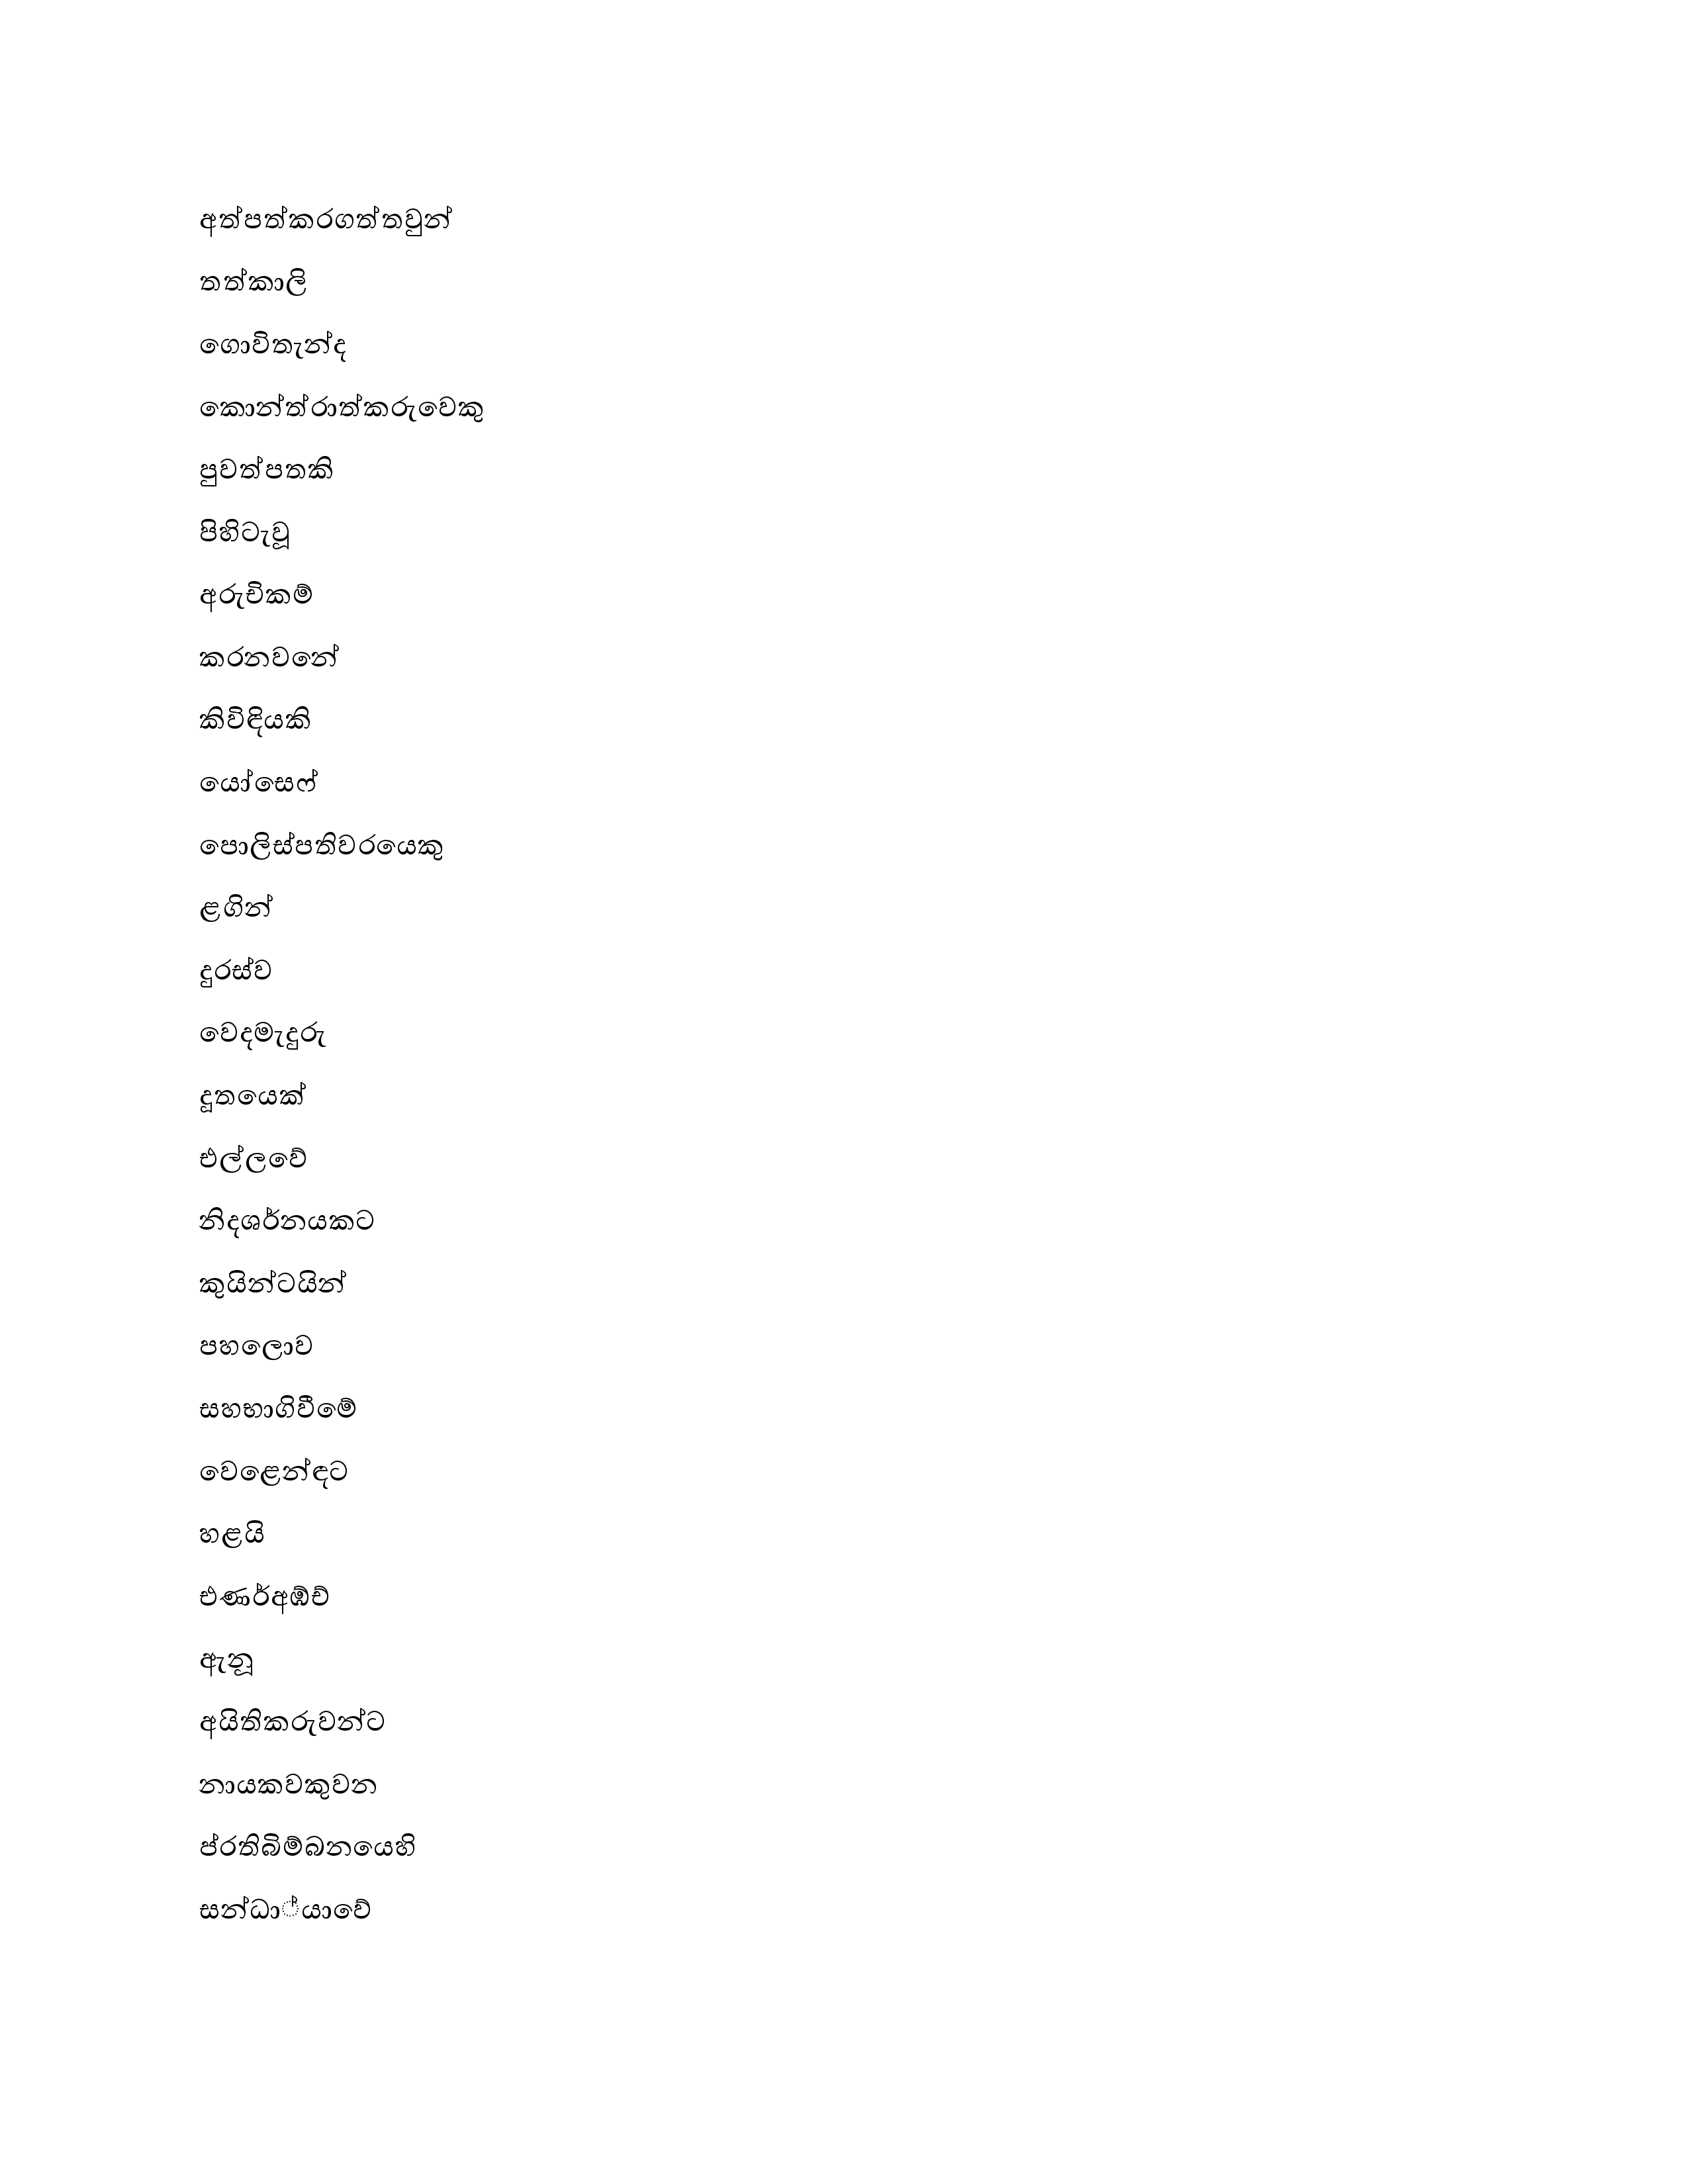 අත්පත්කරගත්තවුන්
තත්කාලි
ගොවිතැන්ද
කොන්ත්රාත්කරුවෙකු
පුවත්පතකි
පිහිටැවූ
අරුචිකම්
කරනවනේ
කිවිඳියකි
යෝසෙෆ්
පොලිස්පතිවරයෙකු
ළගින්
දුරස්ව
වෙදමැදුරු
දූතයෙක්
එල්ලවේ
නිදශර්නයකට
කුයින්ටයින්
පහලොව
සහභාගිවීමේ
වෙළෙන්ඳට
හළයි
එණර්අඹ්ච්
ඇනූ
අයිතිකරුවන්ට
නායකවකුවන
ප්රතිබිම්බනයෙහි
සන්ධා්යාවේ